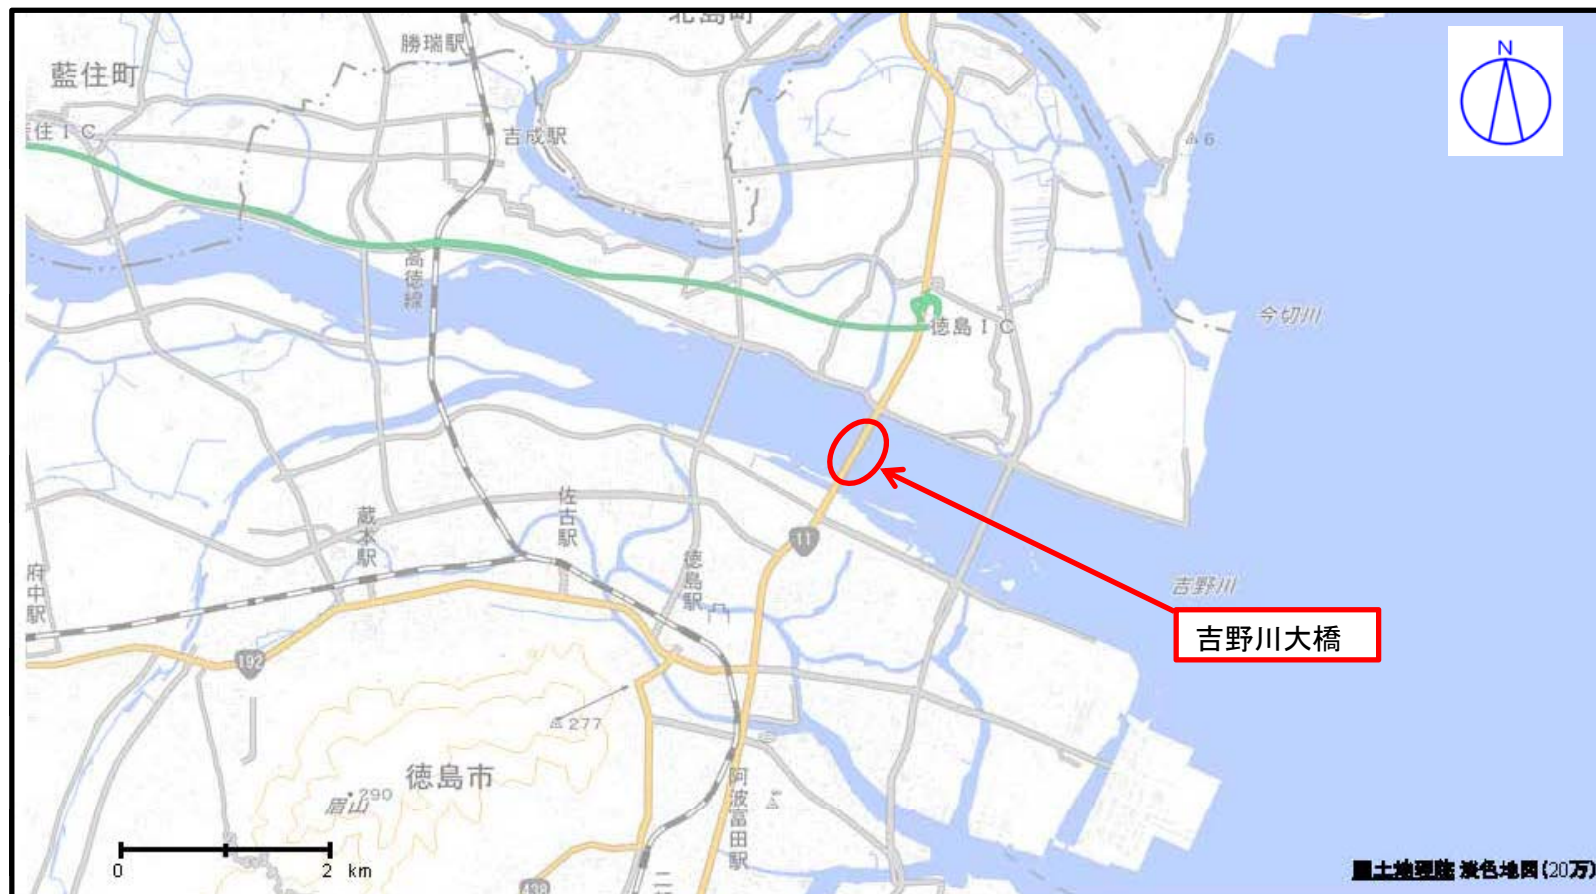 北島町
勝瑞駅
藍住町
住IC
吉成駅
6
N
高徳線
徳島IC
今切川
佐古駅
蔵本駅
11
徳島駅
府中駅
吉野川
吉野川大橋
192
277
徳島市
眉山
290
阿波富田駅
0
2 km
438
二
国土地理院 淡色地図(20万)